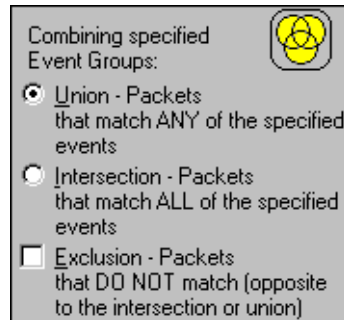 Combining specified
Event Groups:
Union - Packets
that match ANY of the specified
events
Intersection - Packets
that match ALL of the specified
events
Exclusion - Packets
that DO NOT match (opposite
to the intersection or union)